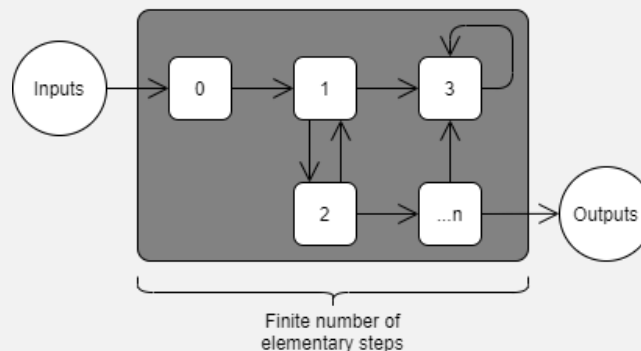 Inputs
0
1
3
2
...n
Outputs
Finite number of
elementary steps